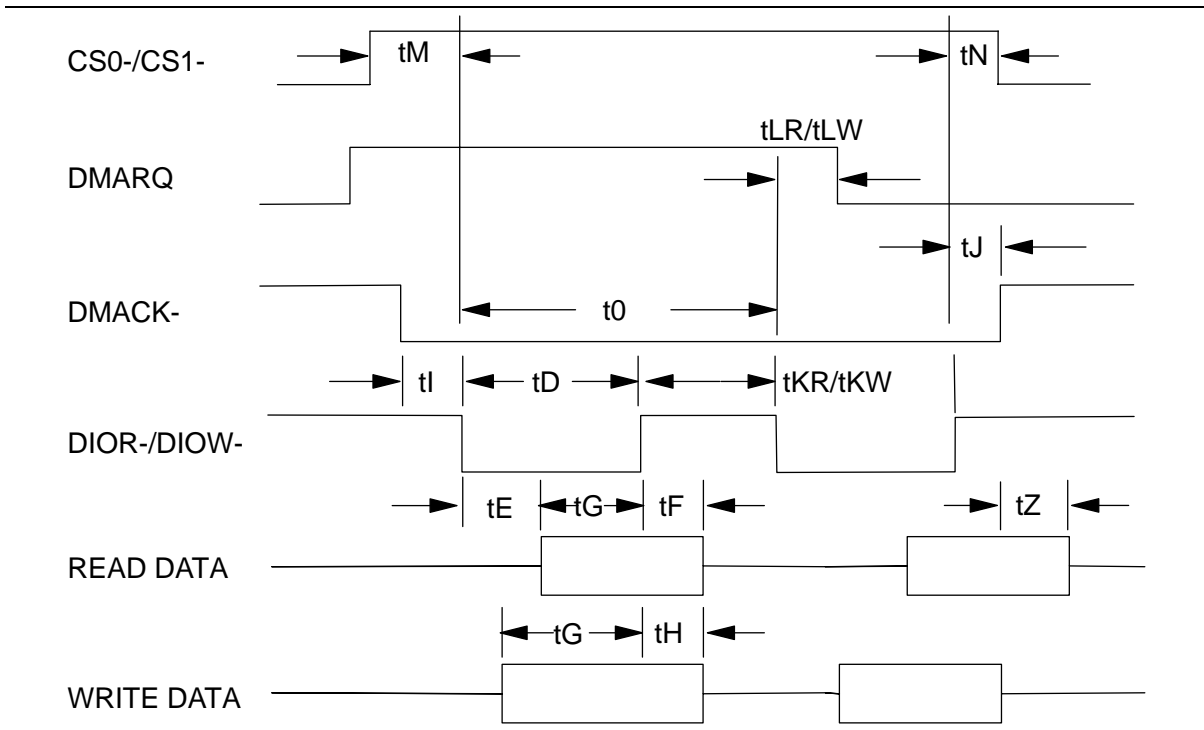 CS0-/CS1-
tM
tN
tLR/tLW
DMARQ
tJ
DMACK-
t0
tI
tD
tKR/tKW
DIOR-/DIOW-
tE
tG
tF
tZ
READ DATA
tG
tH
WRITE DATA